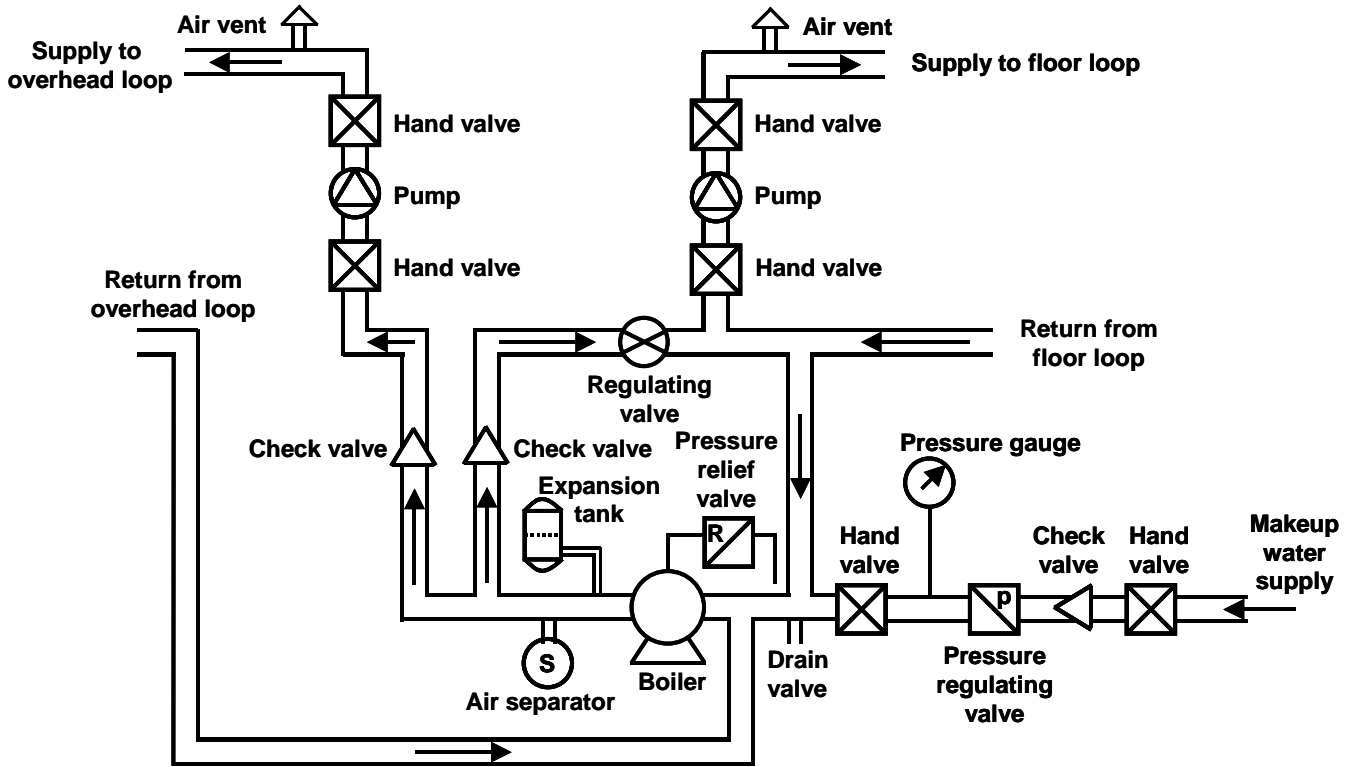 Air vent
Air vent
Supply to
overhead loop
Supply to floor loop
Hand valve
Hand valve
Pump
Pump
Hand valve
Hand valve
Return from
overhead loop
Return from
floor loop
Regulating
valve
Check valve
Check valve
Pressure
relief
valve
Pressure gauge
Expansion
tank
R
Hand
valve
Check
valve
Hand
valve
Makeup
water
supply
p
S
Air separator
Boiler
Drain
valve
Pressure
regulating
valve